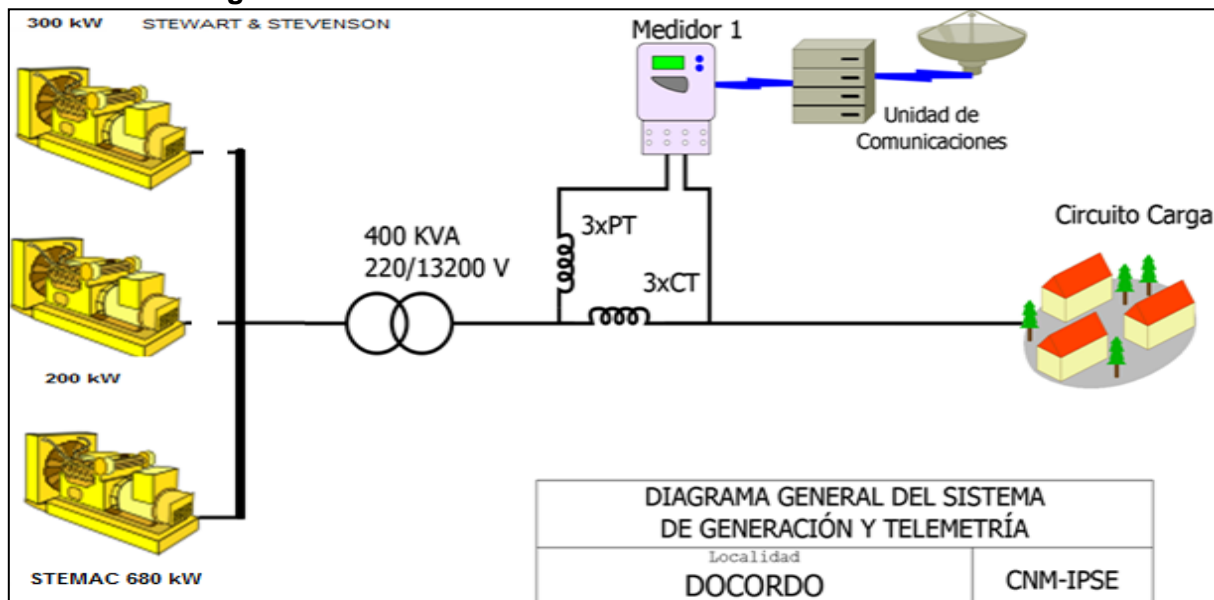 300 kW STEWART & STEVENSON
Medidor 1
Unidad de
Comunicaciones
3xPT
400 KVA
220/13200 V
3xCT
Circuito Carga
200 kW
STEMAC 680 kW
DIAGRAMA GENERAL DEL SISTEMA
DE GENERACIÓN Y TELEMETRÍA
Localidad
DOCORDO
CNM-IPSE